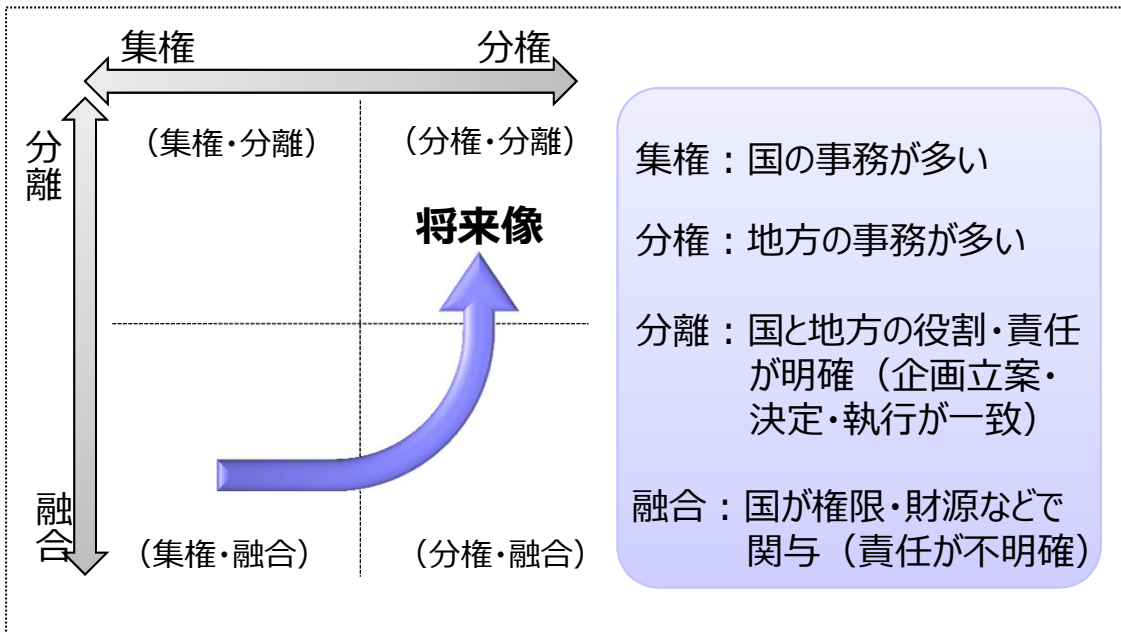 集権
分権
分離
（集権・分離）
（分権・分離）
将来像
融合
（集権・融合）
（分権・融合）
集権：国の事務が多い
分権：地方の事務が多い
分離：国と地方の役割・責任
が明確（企画立案・
決定・執行が一致）
融合：国が権限・財源などで
関与（責任が不明確）